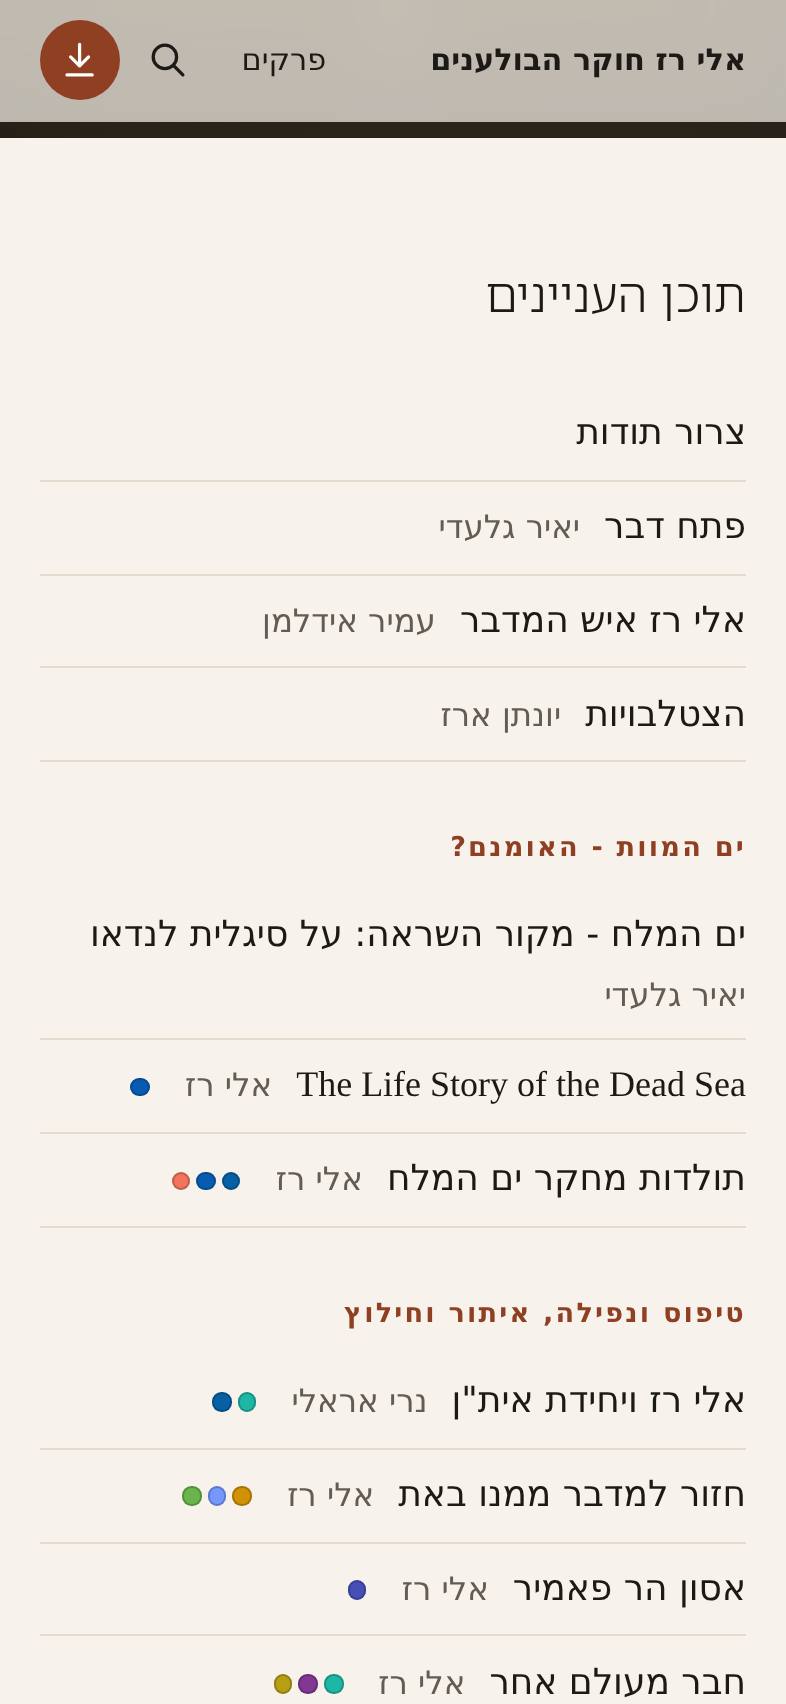 אלי רז חוקר הבולענים פרקים
תוכן העניינים
צרור תודות
פתח דבר יאיר גלעדי
אלי רז איש המדבר עמיר אידלמן
הצטלבויות יונתן ארז
ים המוות - האומנם?
ים המלח - מקור השראה: על סיגלית לנדאו
יאיר גלעדי
The Life Story of the Dead Sea אלי רז
תולדות מחקר ים המלח אלי רז
טיפוס ונפילה, איתור וחילוץ
אלי רז ויחידת אית"ן נרי אראלי
חזור למדבר ממנו באת אלי רז
אסון הר פאמיר אלי רז
חבר מעולם אחר אלי רז